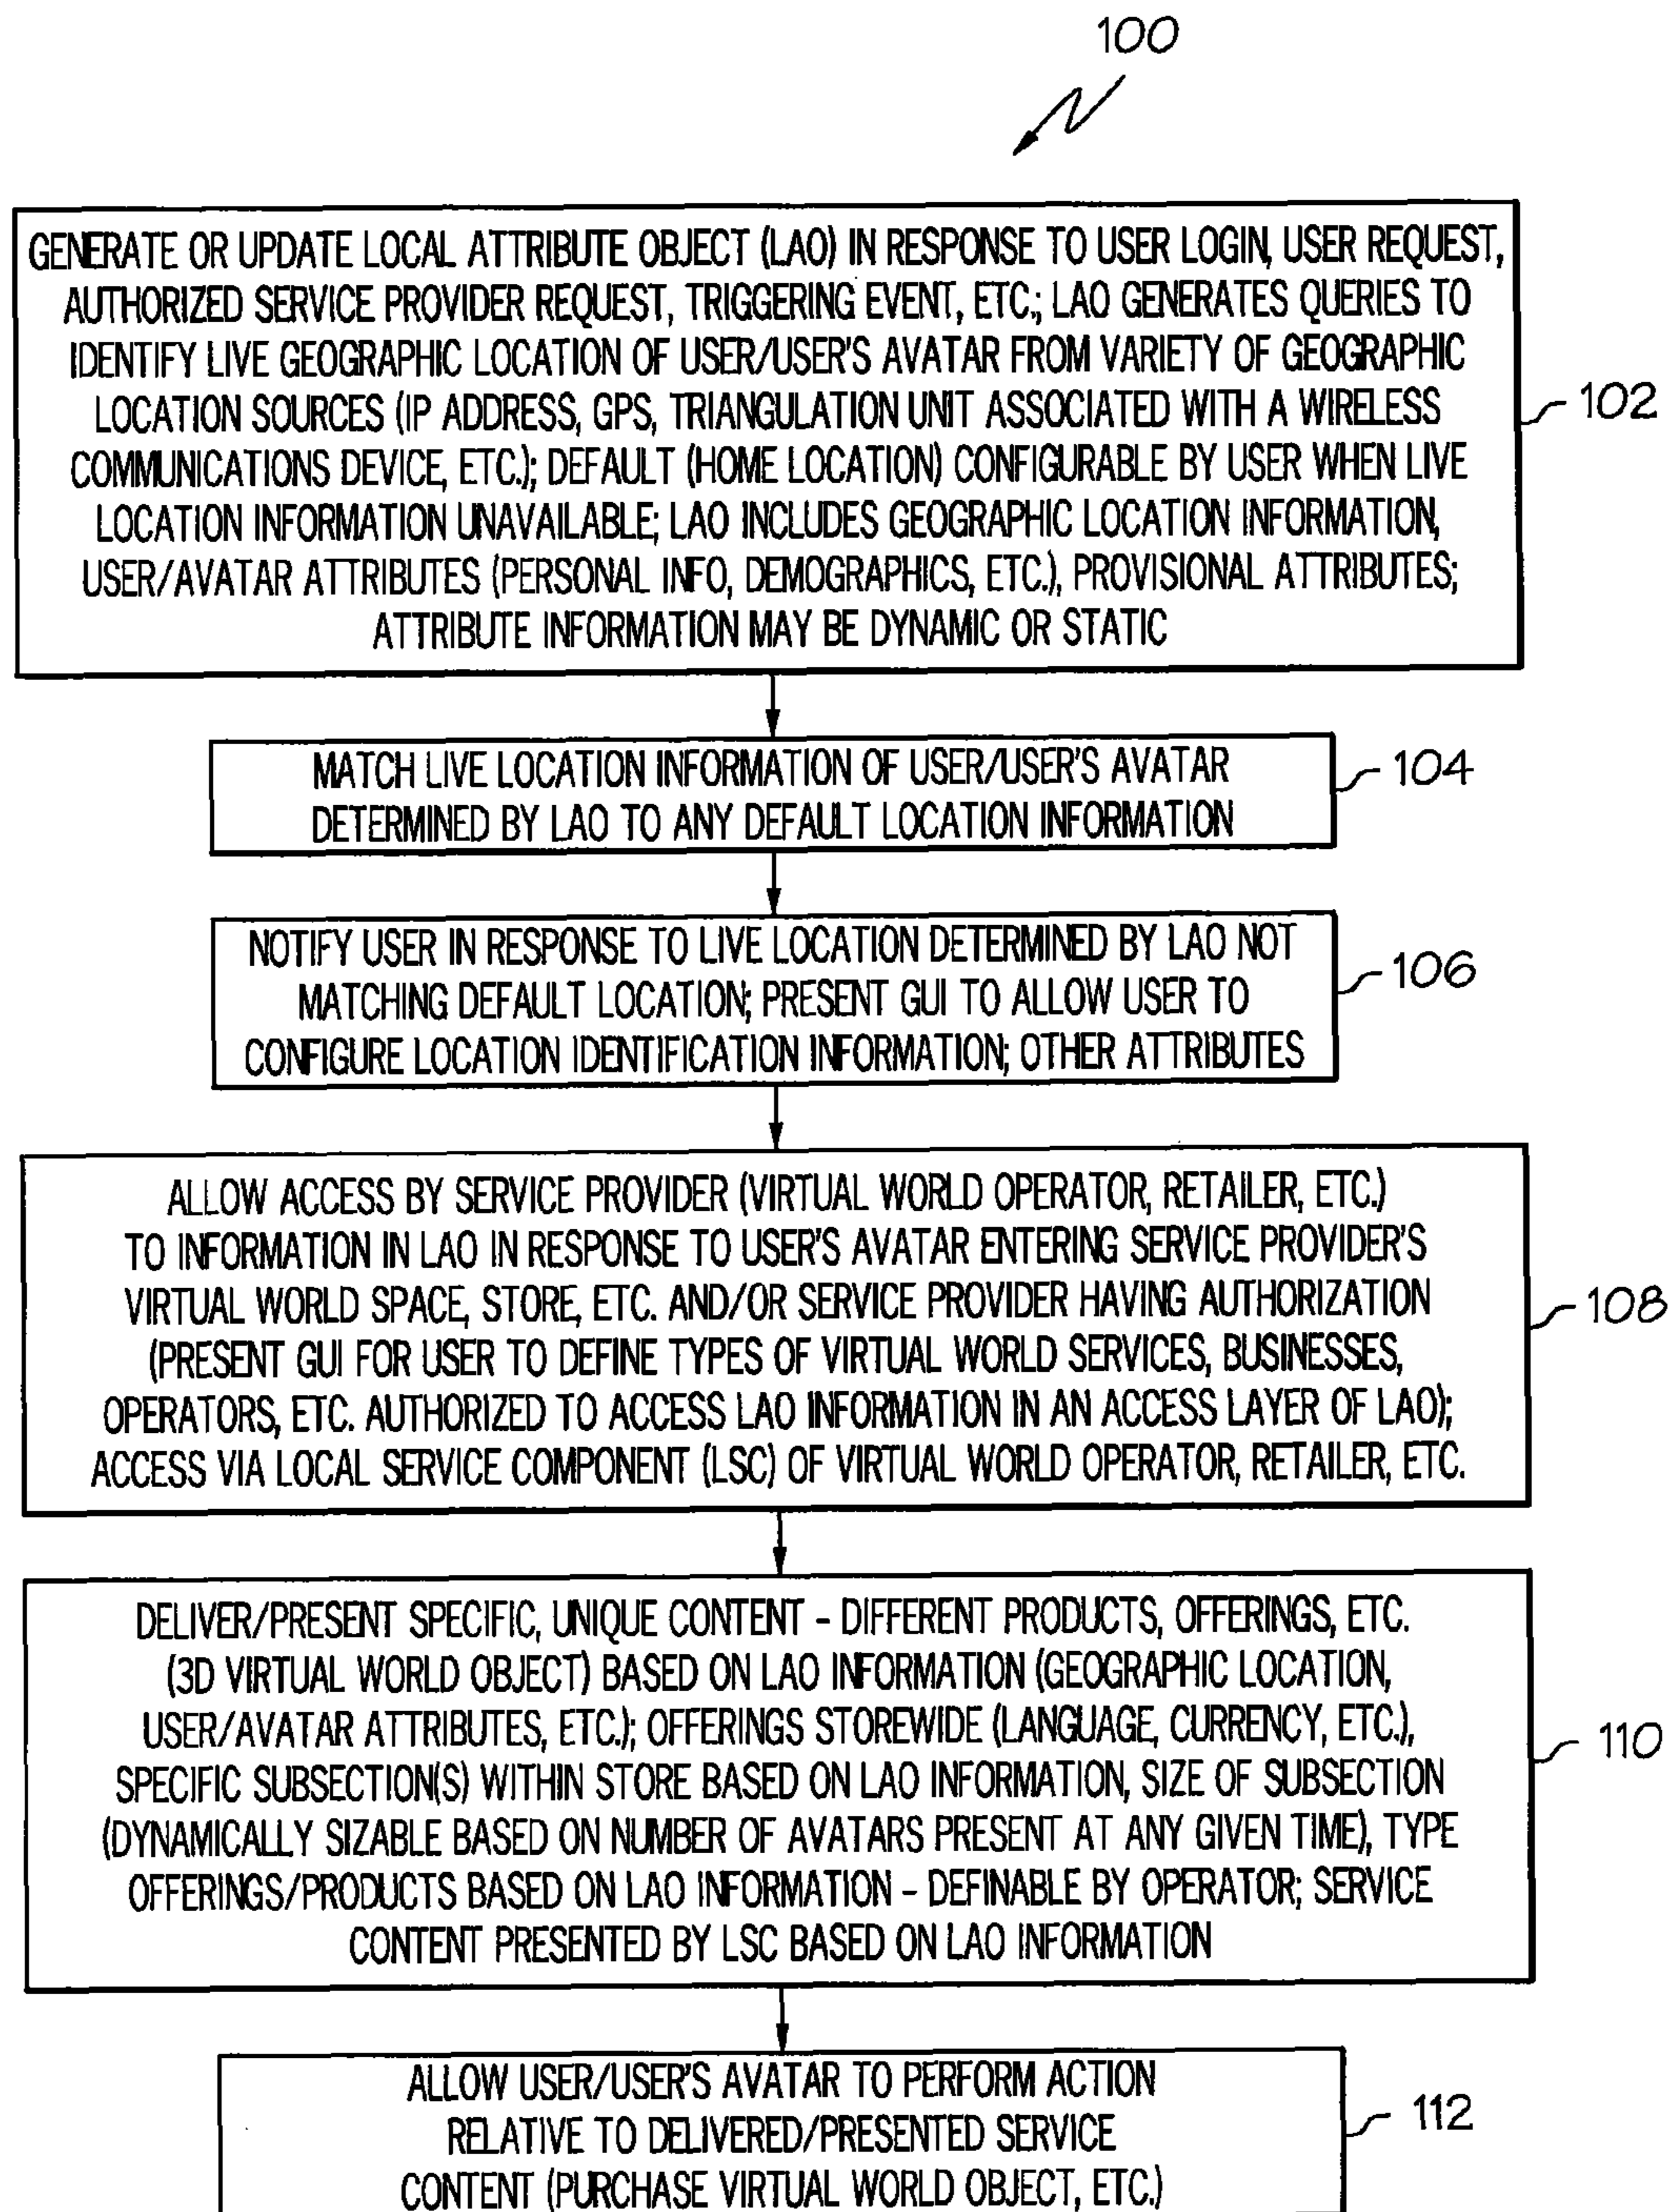 100
GENERATE OR UPDATE LOCAL ATTRIBUTE OBJECT (LAO) IN RESPONSE TO USER LOGIN, USER REQUEST,
AUTHORIZED SERVICE PROVIDER REQUEST, TRIGGERING EVENT, ETC.; LAO GENERATES QUERIES TO
IDENTIFY LIVE GEOGRAPHIC LOCATION OF USER/USER'S AVATAR FROM VARIETY OF GEOGRAPHIC
LOCATION SOURCES (IP ADDRESS, GPS, TRIANGULATION UNIT ASSOCIATED WITH A WIRELESS
COMMUNICATIONS DEVICE, ETC.); DEFAULT (HOME LOCATION) CONFIGURABLE BY USER WHEN LIVE
LOCATION INFORMATION UNAVAILABLE; LAO INCLUDES GEOGRAPHIC LOCATION INFORMATION,
USER/AVATAR ATTRIBUTES (PERSONAL INFO, DEMOGRAPHICS, ETC.), PROVISIONAL ATTRIBUTES;
ATTRIBUTE INFORMATION MAY BE DYNAMIC OR STATIC
102
MATCH LIVE LOCATION INFORMATION OF USER/USER'S AVATAR
DETERMINED BY LAO TO ANY DEFAULT LOCATION INFORMATION
104
NOTIFY USER IN RESPONSE TO LIVE LOCATION DETERMINED BY LAO NOT
MATCHING DEFAULT LOCATION; PRESENT GUI TO ALLOW USER TO
CONFIGURE LOCATION IDENTIFICATION INFORMATION; OTHER ATTRIBUTES
106
ALLOW ACCESS BY SERVICE PROVIDER (VIRTUAL WORLD OPERATOR, RETAILER, ETC.)
TO INFORMATION IN LAO IN RESPONSE TO USER'S AVATAR ENTERING SERVICE PROVIDER'S
VIRTUAL WORLD SPACE, STORE, ETC. AND/OR SERVICE PROVIDER HAVING AUTHORIZATION
(PRESENT GUI FOR USER TO DEFINE TYPES OF VIRTUAL WORLD SERVICES, BUSINESSES,
OPERATORS, ETC. AUTHORIZED TO ACCESS LAO INFORMATION IN AN ACCESS LAYER OF LAO);
ACCESS VIA LOCAL SERVICE COMPONENT (LSC) OF VIRTUAL WORLD OPERATOR, RETAILER, ETC.
108
DELIVER/PRESENT SPECIFIC, UNIQUE CONTENT - DIFFERENT PRODUCTS, OFFERINGS, ETC.
(3D VIRTUAL WORLD OBJECT) BASED ON LAO INFORMATION (GEOGRAPHIC LOCATION,
USER/AVATAR ATTRIBUTES, ETC.); OFFERINGS STOREWIDE (LANGUAGE, CURRENCY, ETC.),
SPECIFIC SUBSECTION(S) WITHIN STORE BASED ON LAO INFORMATION, SIZE OF SUBSECTION
(DYNAMICALLY SIZABLE BASED ON NUMBER OF AVATARS PRESENT AT ANY GIVEN TIME), TYPE
OFFERINGS/PRODUCTS BASED ON LAO INFORMATION - DEFINABLE BY OPERATOR; SERVICE
CONTENT PRESENTED BY LSC BASED ON LAO INFORMATION
110
ALLOW USER/USER'S AVATAR TO PERFORM ACTION
RELATIVE TO DELIVERED/PRESENTED SERVICE
CONTENT (PURCHASE VIRTUAL WORLD OBJECT, ETC.)
112